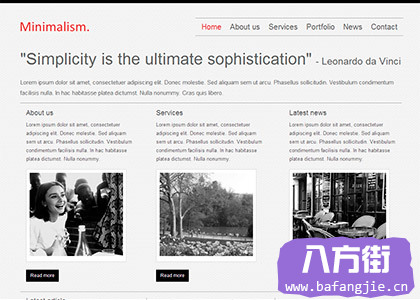 Minimalism.
Home About us Services Portfolio News Contact
"Simplicity is the ultimate sophistication" - Leonardo da Vinci
Lorem ipsum dolor sit amet, consectetuer adipiscing elit. Donec molestie. Sed aliquam sem ut arcu. Phasellus sollicitudin. Vestibulum condimentum
facilisis nulla. In hac habitasse platea dictumst. Nulla nonummy. Cras quis libero.
About us
Lorem ipsum dolor sit amet, consectetuer
adipiscing elit. Donec molestie. Sed aliquam
sem ut arcu. Phasellus sollicitudin. Vestibulum
condimentum facilisis nulla. In hac habitasse
platea dictumst. Nulla nonummy.
Read more
Services
Lorem ipsum dolor sit amet, consectetuer
adipiscing elit. Donec molestie. Sed aliquam
sem ut arcu. Phasellus sollicitudin. Vestibulum
condimentum facilisis nulla. In hac habitasse
platea dictumst. Nulla nonummy.
Read more
Latest news
Lorem ipsum dolor sit amet, consectetuer
adipiscing elit. Donec molestie. Sed aliquam
sem ut arcu. Phasellus sollicitudin. Vestibulum
condimentum facilisis nulla. In hac habitasse
platea dictumst. Nulla nonummy.
八方街
www.bafangjie.cn